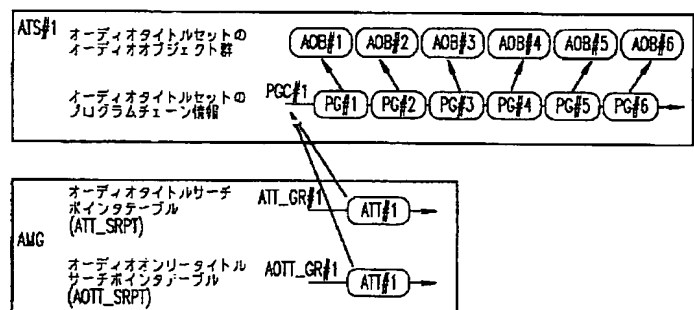 ATS#1
オーディオタイトルセットの
オーディオオブジェクト群
AOB#1 AOB#2 AOB#3 AOB#4 AOB#5 AOB#6
オーディオタイトルセットの
プログラムチェーン情報
PGC#1
PG#1 PG#2 PG#3 PG#4 PG#5 PG#6
AMG
オーディオタイトルサーチ
ポインタテーブル
(ATT_SRPT)
ATT_GR#1
ATT#1
オーディオオンリータイトル
サーチポインタテーブル
(AOTT_SRPT)
AOTT_GR#1
ATT#1